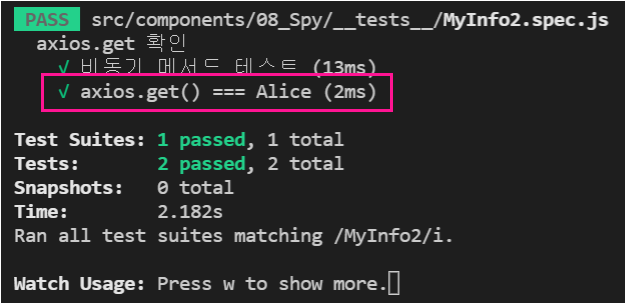 PASS src/components/08_Spy/__tests__/MyInfo2.spec.js
axios.get 확인
√ 비동기 메서드 테스트 (13ms)
√ axios.get() === Alice (2ms)
Test Suites: 1 passed, 1 total
Tests: 2 passed, 2 total
Snapshots: 0 total
Time: 2.182s
Ran all test suites matching /MyInfo2/i.
Watch Usage: Press w to show more.